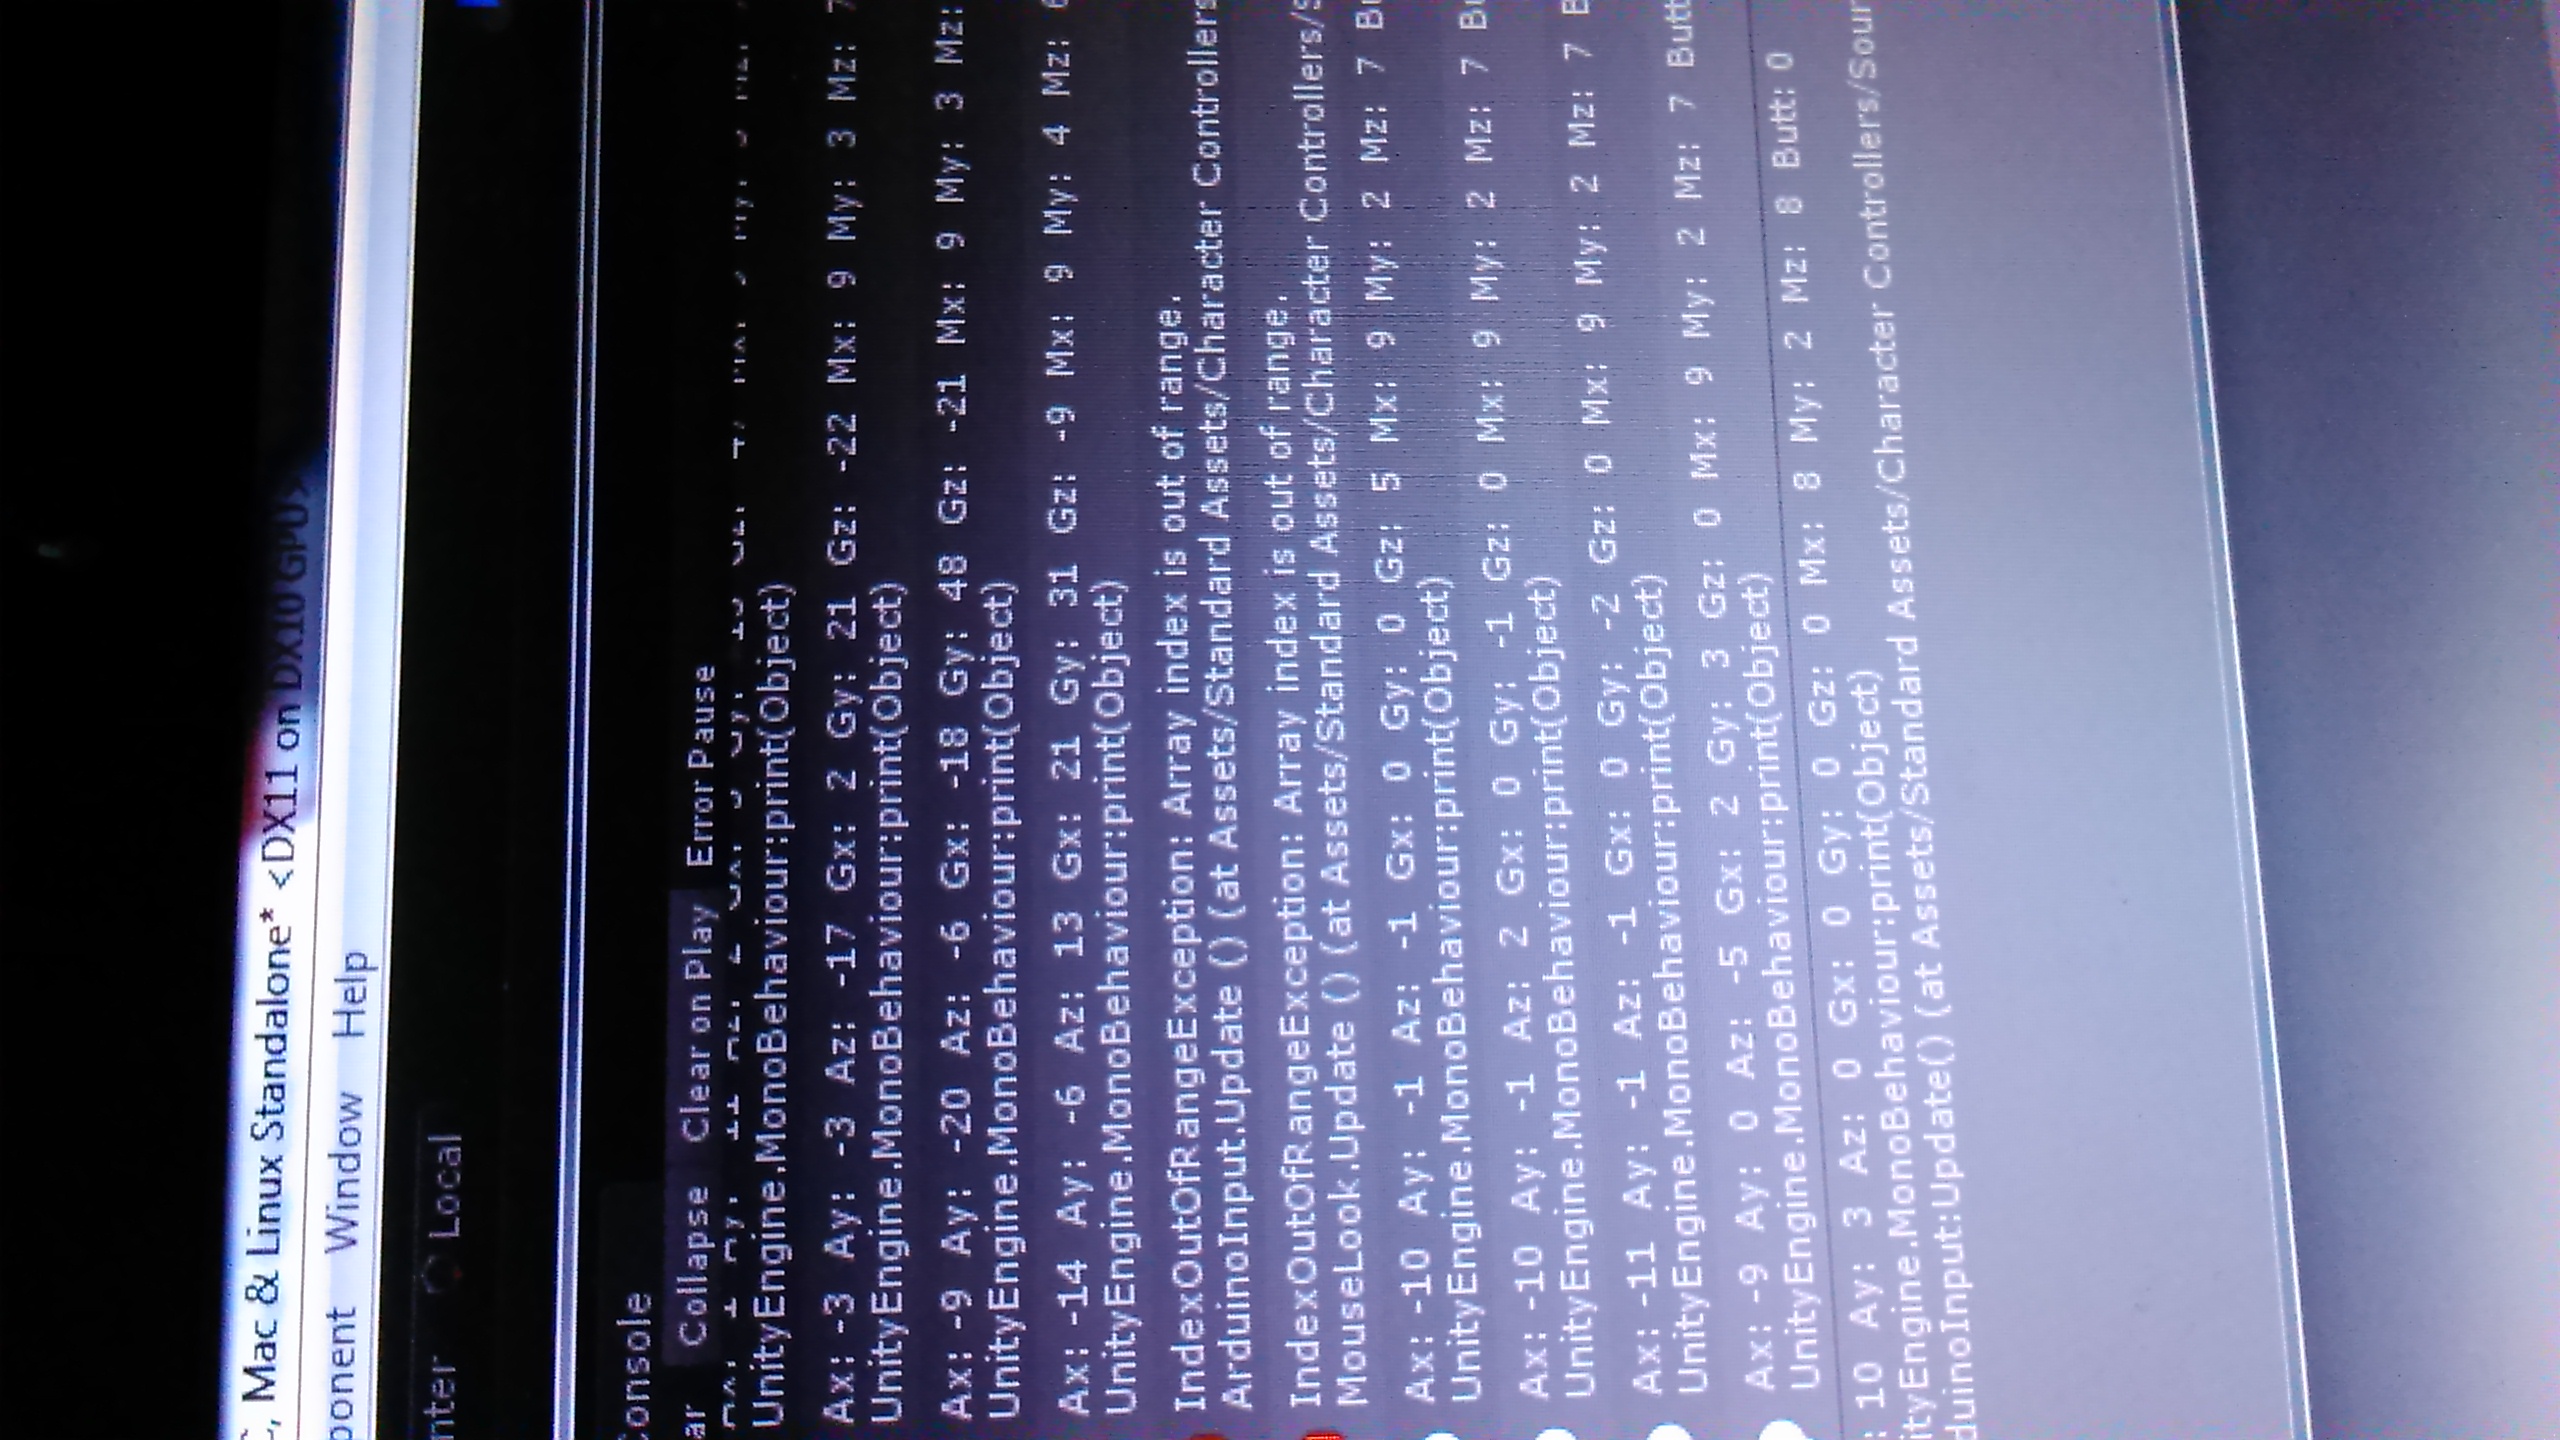 , Mac & Linux Standalone* <DX11 on DX10 GPU>
ponent Window Help
nter Local
Console
ar Collapse Clear on Play Error Pause
UnityEngine.MonoBehaviour:print(Object)
Ax: -3 Ay: -3 Az: -17 Gx: 2 Gy: 21 Gz: -22 Mx: 9 My: 3 Mz: 7
UnityEngine.MonoBehaviour:print(Object)
Ax: -9 Ay: -20 Az: -6 Gx: -18 Gy: 48 Gz: -21 Mx: 9 My: 3 Mz:
UnityEngine.MonoBehaviour:print(Object)
Ax: -14 Ay: -6 Az: 13 Gx: 21 Gy: 31 Gz: -9 Mx: 9 My: 4 Mz: 6
UnityEngine.MonoBehaviour:print(Object)
IndexOutOfRangeException: Array index is out of range.
ArduinoInput.Update () (at Assets/Standard Assets/Character Controllers
IndexOutOfRangeException: Array index is out of range.
MouseLook.Update () (at Assets/Standard Assets/Character Controllers/S
Ax: -10 Ay: -1 Az: -1 Gx: 0 Gy: 0 Gz: 5 Mx: 9 My: 2 Mz: 7 Bu
UnityEngine.MonoBehaviour:print(Object)
Ax: -10 Ay: -1 Az: 2 Gx: 0 Gy: -1 Gz: 0 Mx: 9 My: 2 Mz: 7 Bu
UnityEngine.MonoBehaviour:print(Object)
Ax: -11 Ay: -1 Az: -1 Gx: 0 Gy: -2 Gz: 0 Mx: 9 My: 2 Mz: 7 B
UnityEngine.MonoBehaviour:print(Object)
Ax: -9 Ay: 0 Az: -5 Gx: 2 Gy: 3 Gz: 0 Mx: 9 My: 2 Mz: 7 Butt
UnityEngine.MonoBehaviour:print(Object)
: 10 Ay: 3 Az: 0 Gx: 0 Gy: 0 Gz: 0 Mx: 8 My: 2 Mz: 8 Butt: 0
ityEngine.MonoBehaviour:print(Object)
duinoInput:Update() (at Assets/Standard Assets/Character Controllers/Sour